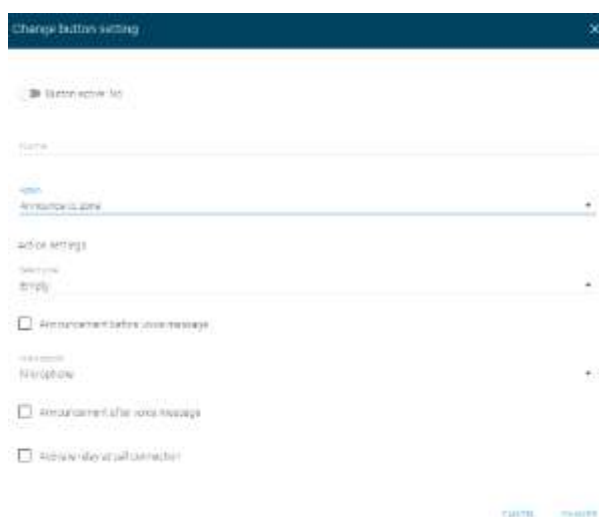 Change button setting
Button active: No
Name
Action
Announce to zone
Action settings
Select zone
Empty
Announcement before voice message
Microphone
Announcement after voice message
Activate relay at call connection